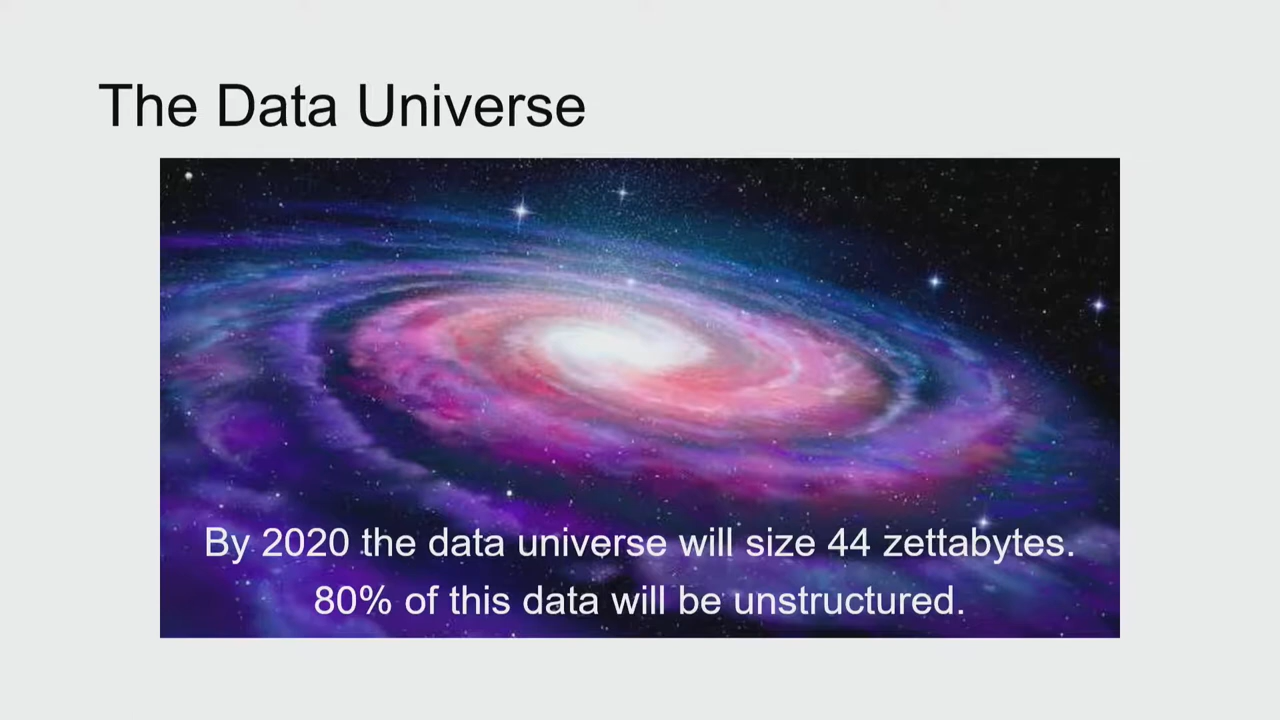 The Data Universe
By 2020 the data universe will size 44 zettabytes.
80% of this data will be unstructured.